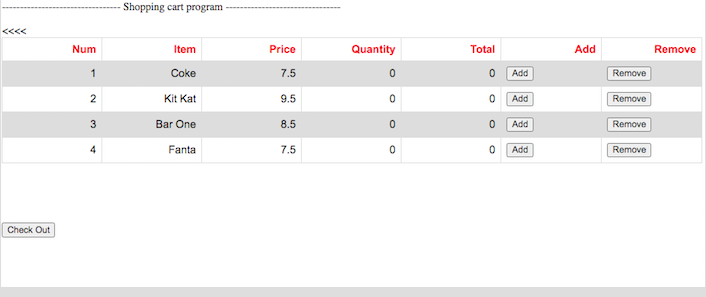 --------------------------------- Shopping cart program --------------------------------
<<<<
Num Item Price Quantity Total Add Remove
1 Coke 7.5 0 0 Add Remove
2 Kit Kat 9.5 0 0 Add Remove
3 Bar One 8.5 0 0 Add Remove
4 Fanta 7.5 0 0 Add Remove
Check Out